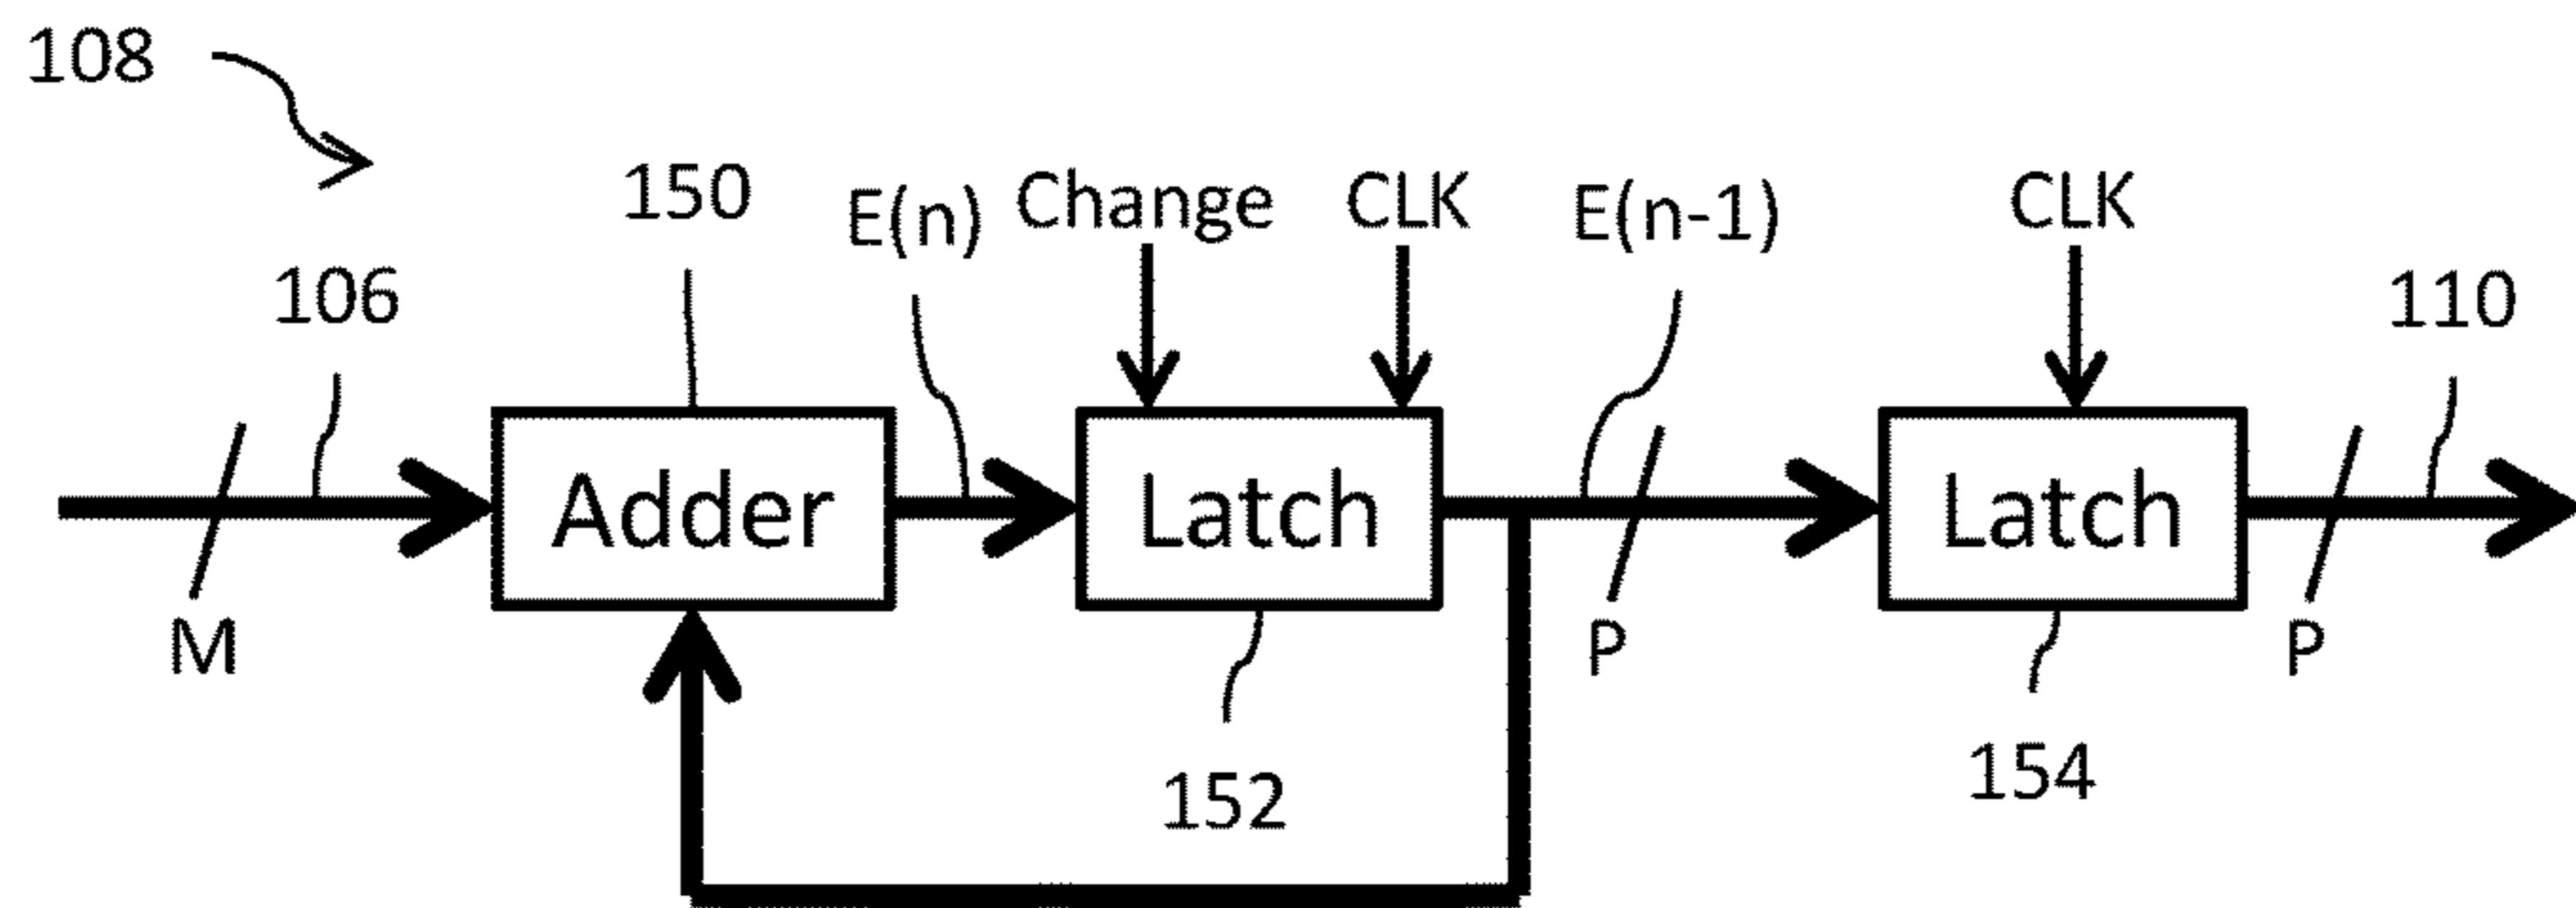 108
150
E(n)
Change
CLK
E(n-1)
CLK
106
110
Adder
Latch
Latch
M
P
P
152
154